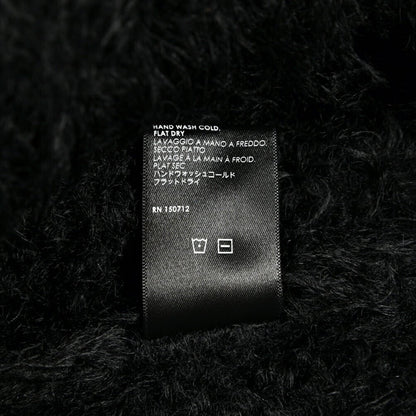 HAND WASH COLD.
FLAT DRY
LAVAGGIO A MANO A FREDDO.
SECCO PIATTO
LAVAGE À LA MAIN À FROID.
PLAT SEC
ハンドウォッシュコールド
フラットドライ
RN 150712